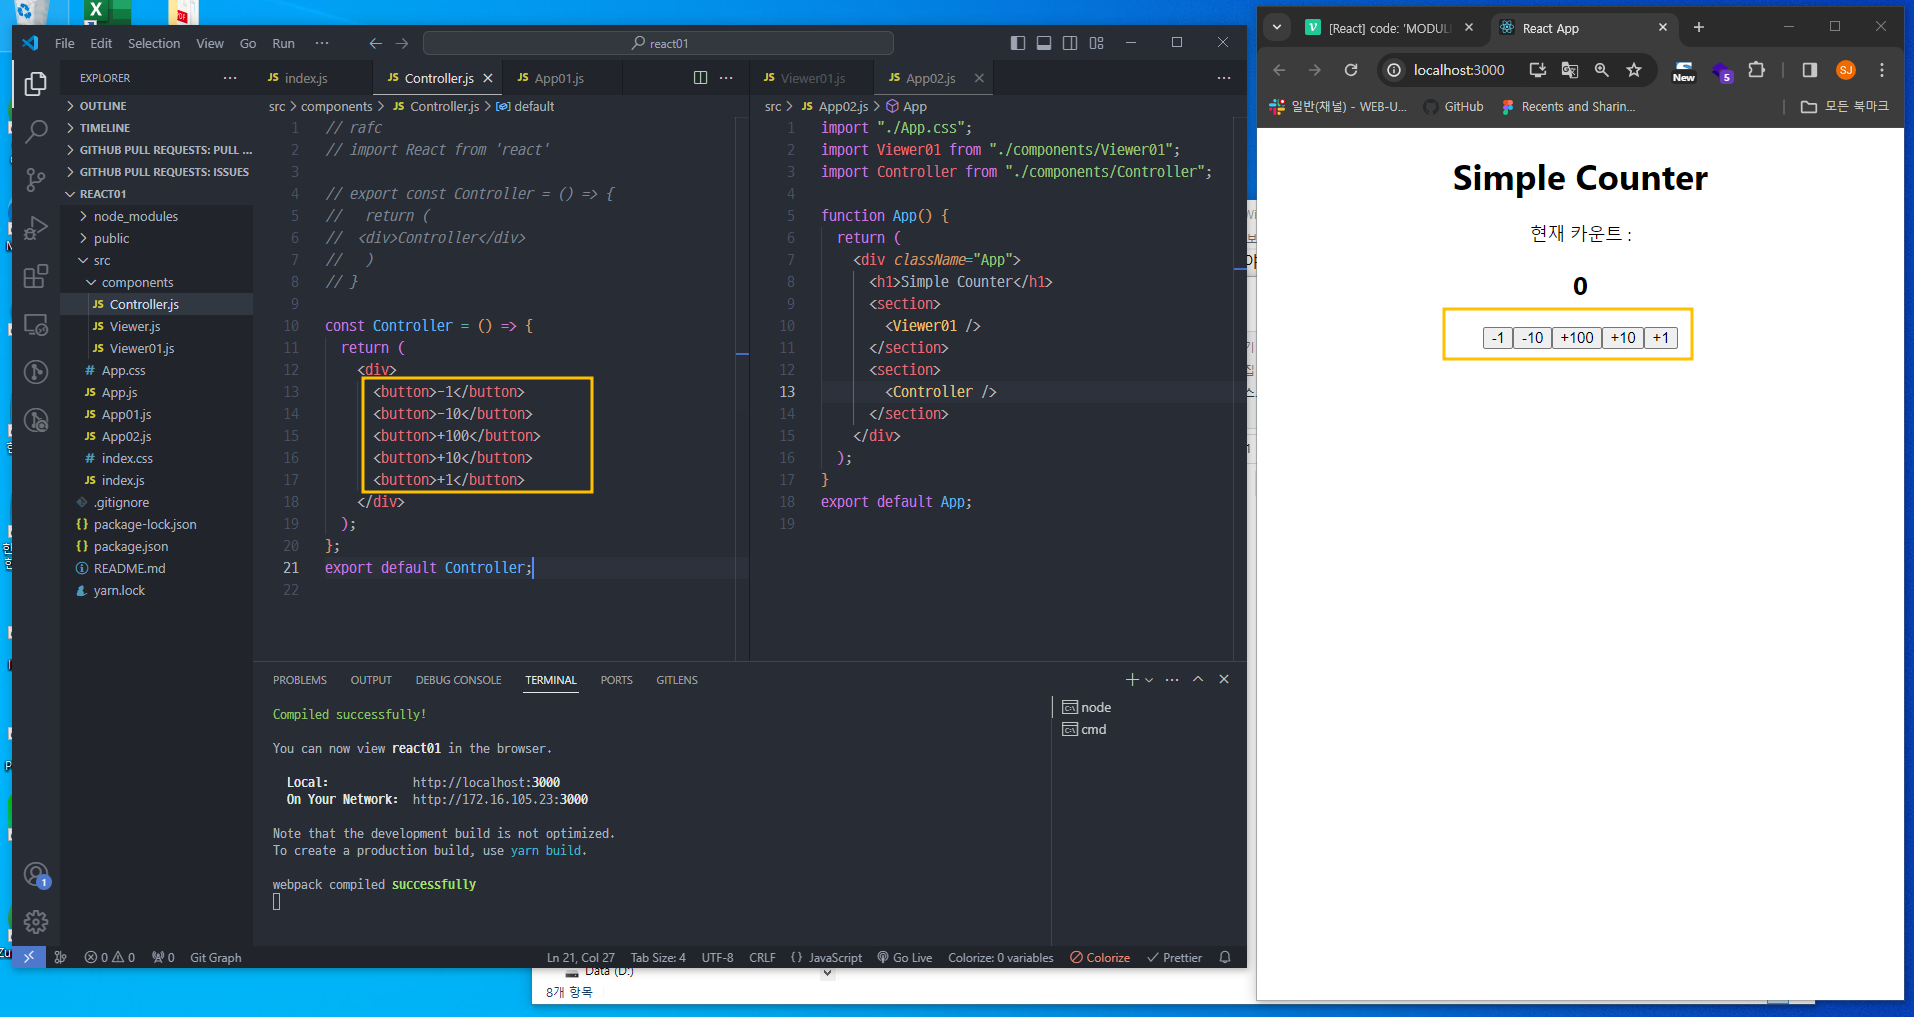 File Edit Selection View Go Run ··· react01
EXPLORER ···
OUTLINE
TIMELINE
GITHUB PULL REQUESTS: PULL ...
GITHUB PULL REQUESTS: ISSUES
REACT01
node_modules
public
src
components
JS Controller.js
JS Viewer.js
JS Viewer01.js
# App.css
JS App.js
JS App01.js
JS App02.js
# index.css
JS index.js
.gitignore
{} package-lock.json
{} package.json
README.md
yarn.lock
JS index.js JS Controller.js JS App01.js ···
src > components > JS Controller.js > default
1 // rafc
2 // import React from 'react'
3
4 // export const Controller = () => {
5 //   return (
6 //  <div>Controller</div>
7 //   )
8 // }
9
10 const Controller = () => {
11   return (
12     <div>
13       <button>-1</button>
14       <button>-10</button>
15       <button>+100</button>
16       <button>+10</button>
17       <button>+1</button>
18     </div>
19   );
20 };
21 export default Controller;
22
JS Viewer01.js JS App02.js ···
src > JS App02.js > App
1 import "./App.css";
2 import Viewer01 from "./components/Viewer01";
3 import Controller from "./components/Controller";
4
5 function App() {
6   return (
7     <div className="App">
8       <h1>Simple Counter</h1>
9       <section>
10         <Viewer01 />
11       </section>
12       <section>
13         <Controller />
14       </section>
15     </div>
16   );
17 }
18 export default App;
19
PROBLEMS OUTPUT DEBUG CONSOLE TERMINAL PORTS GITLENS
Compiled successfully!
You can now view react01 in the browser.
Local: http://localhost:3000
On Your Network: http://172.16.105.23:3000
Note that the development build is not optimized.
To create a production build, use yarn build.
webpack compiled successfully
node
cmd
1
0 0 0 Git Graph Ln 21, Col 27 Tab Size: 4 UTF-8 CRLF {} JavaScript Go Live Colorize: 0 variables Colorize Prettier
Data (D:)
8개 항목
[React] code: 'MODUL React App
localhost:3000 New 5 SJ
일반(채널) - WEB-U... GitHub Recents and Sharin... 모든 북마크
Simple Counter
현재 카운트 :
0
-1 -10 +100 +10 +1